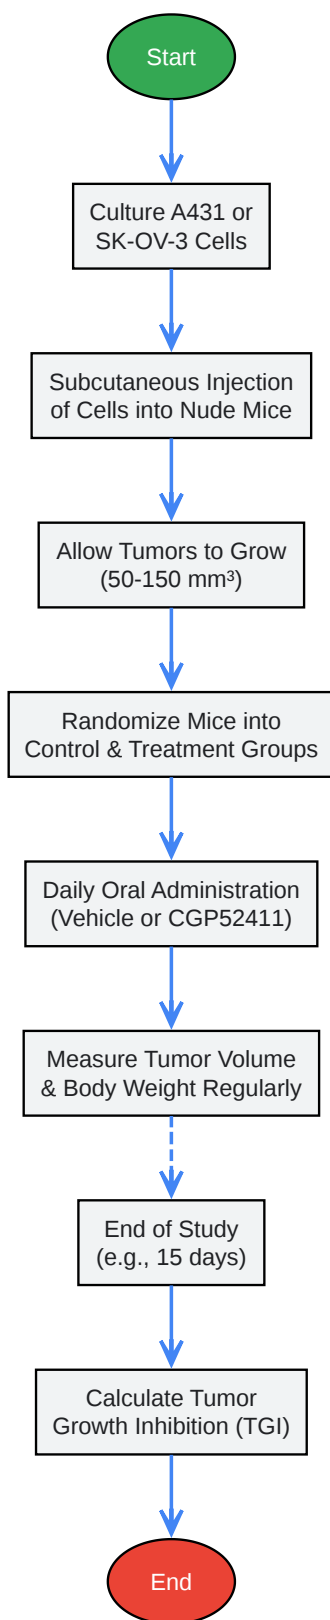 Start
Culture A431 or
SK-OV-3 Cells
Subcutaneous Injection
of Cells into Nude Mice
Allow Tumors to Grow
(50-150 mm³)
Randomize Mice into
Control & Treatment Groups
Daily Oral Administration
(Vehicle or CGP52411)
Measure Tumor Volume
& Body Weight Regularly
End of Study
(e.g., 15 days)
Calculate Tumor
Growth Inhibition (TGI)
End